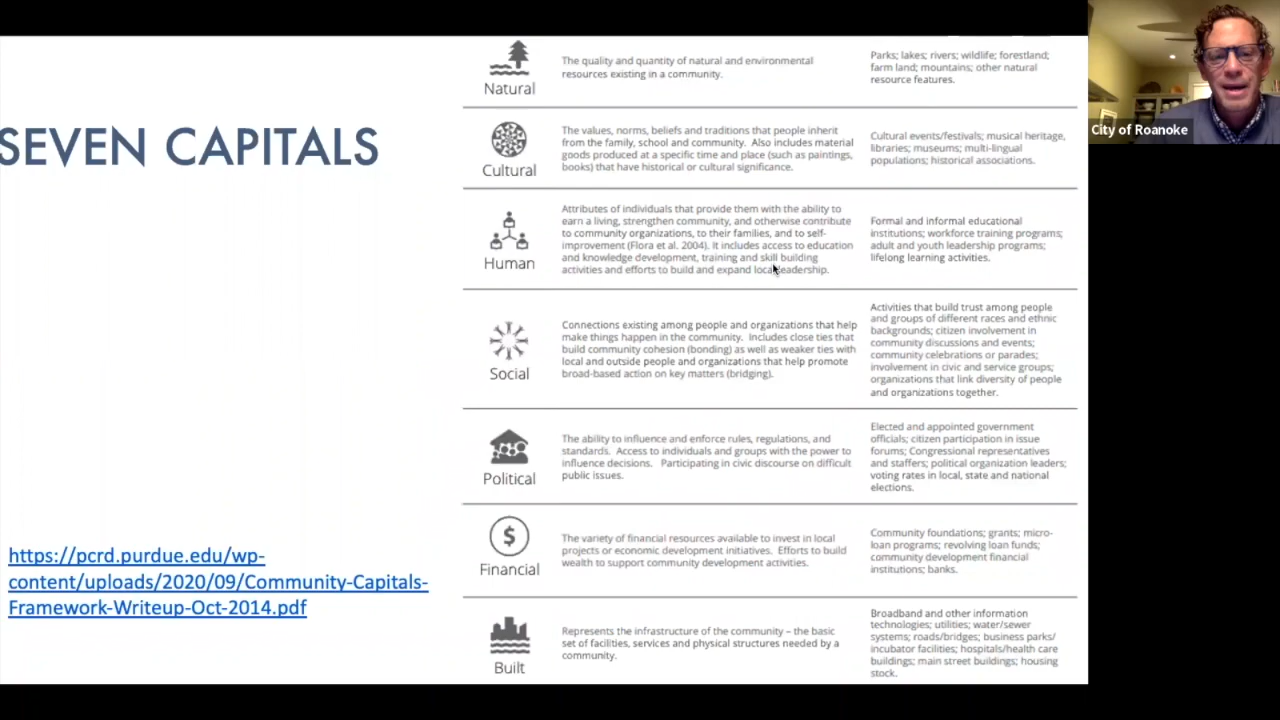 SEVEN CAPITALS
https://pcrd.purdue.edu/wp-
content/uploads/2020/09/Community-Capitals-
Framework-Writeup-Oct-2014.pdf
Natural
The quality and quantity of natural and environmental
resources existing in a community.
Parks; lakes; rivers; wildlife; forestland;
farm land; mountains; other natural
resource features.
Cultural
The values, norms, beliefs and traditions that people inherit
from the family, school and community. Also includes material
goods produced at a specific time and place (such as paintings,
books) that have historical or cultural significance.
Cultural events/festivals; musical heritage,
libraries; museums; multi-lingual
populations; historical associations.
Human
Attributes of individuals that provide them with the ability to
earn a living, strengthen community, and otherwise contribute
to community organizations, to their families, and to self-
improvement (Flora et al. 2004). It includes access to education
and knowledge development, training and skill building
activities and efforts to build and expand local leadership.
Formal and informal educational
institutions; workforce training programs;
adult and youth leadership programs;
lifelong learning activities.
Social
Connections existing among people and organizations that help
make things happen in the community. Includes close ties that
build community cohesion (bonding) as well as weaker ties with
local and outside people and organizations that help promote
broad-based action on key matters (bridging).
Activities that build trust among people
and groups of different races and ethnic
backgrounds; citizen involvement in
community discussions and events;
community celebrations or parades;
involvement in civic and service groups;
organizations that link diversity of people
and organizations together.
Political
The ability to influence and enforce rules, regulations, and
standards. Access to individuals and groups with the power to
influence decisions. Participating in civic discourse on difficult
public issues.
Elected and appointed government
officials; citizen participation in issue
forums; Congressional representatives
and staffers; political organization leaders;
voting rates in local, state and national
elections.
Financial
The variety of financial resources available to invest in local
projects or economic development initiatives. Efforts to build
wealth to support community development activities.
Community foundations; grants; micro-
loan programs; revolving loan funds;
community development financial
institutions; banks.
Built
Represents the infrastructure of the community – the basic
set of facilities, services and physical structures needed by a
community.
Broadband and other information
technologies; utilities; water/sewer
systems; roads/bridges; business parks/
incubator facilities; hospitals/health care
buildings; main street buildings; housing
stock.
City of Roanoke